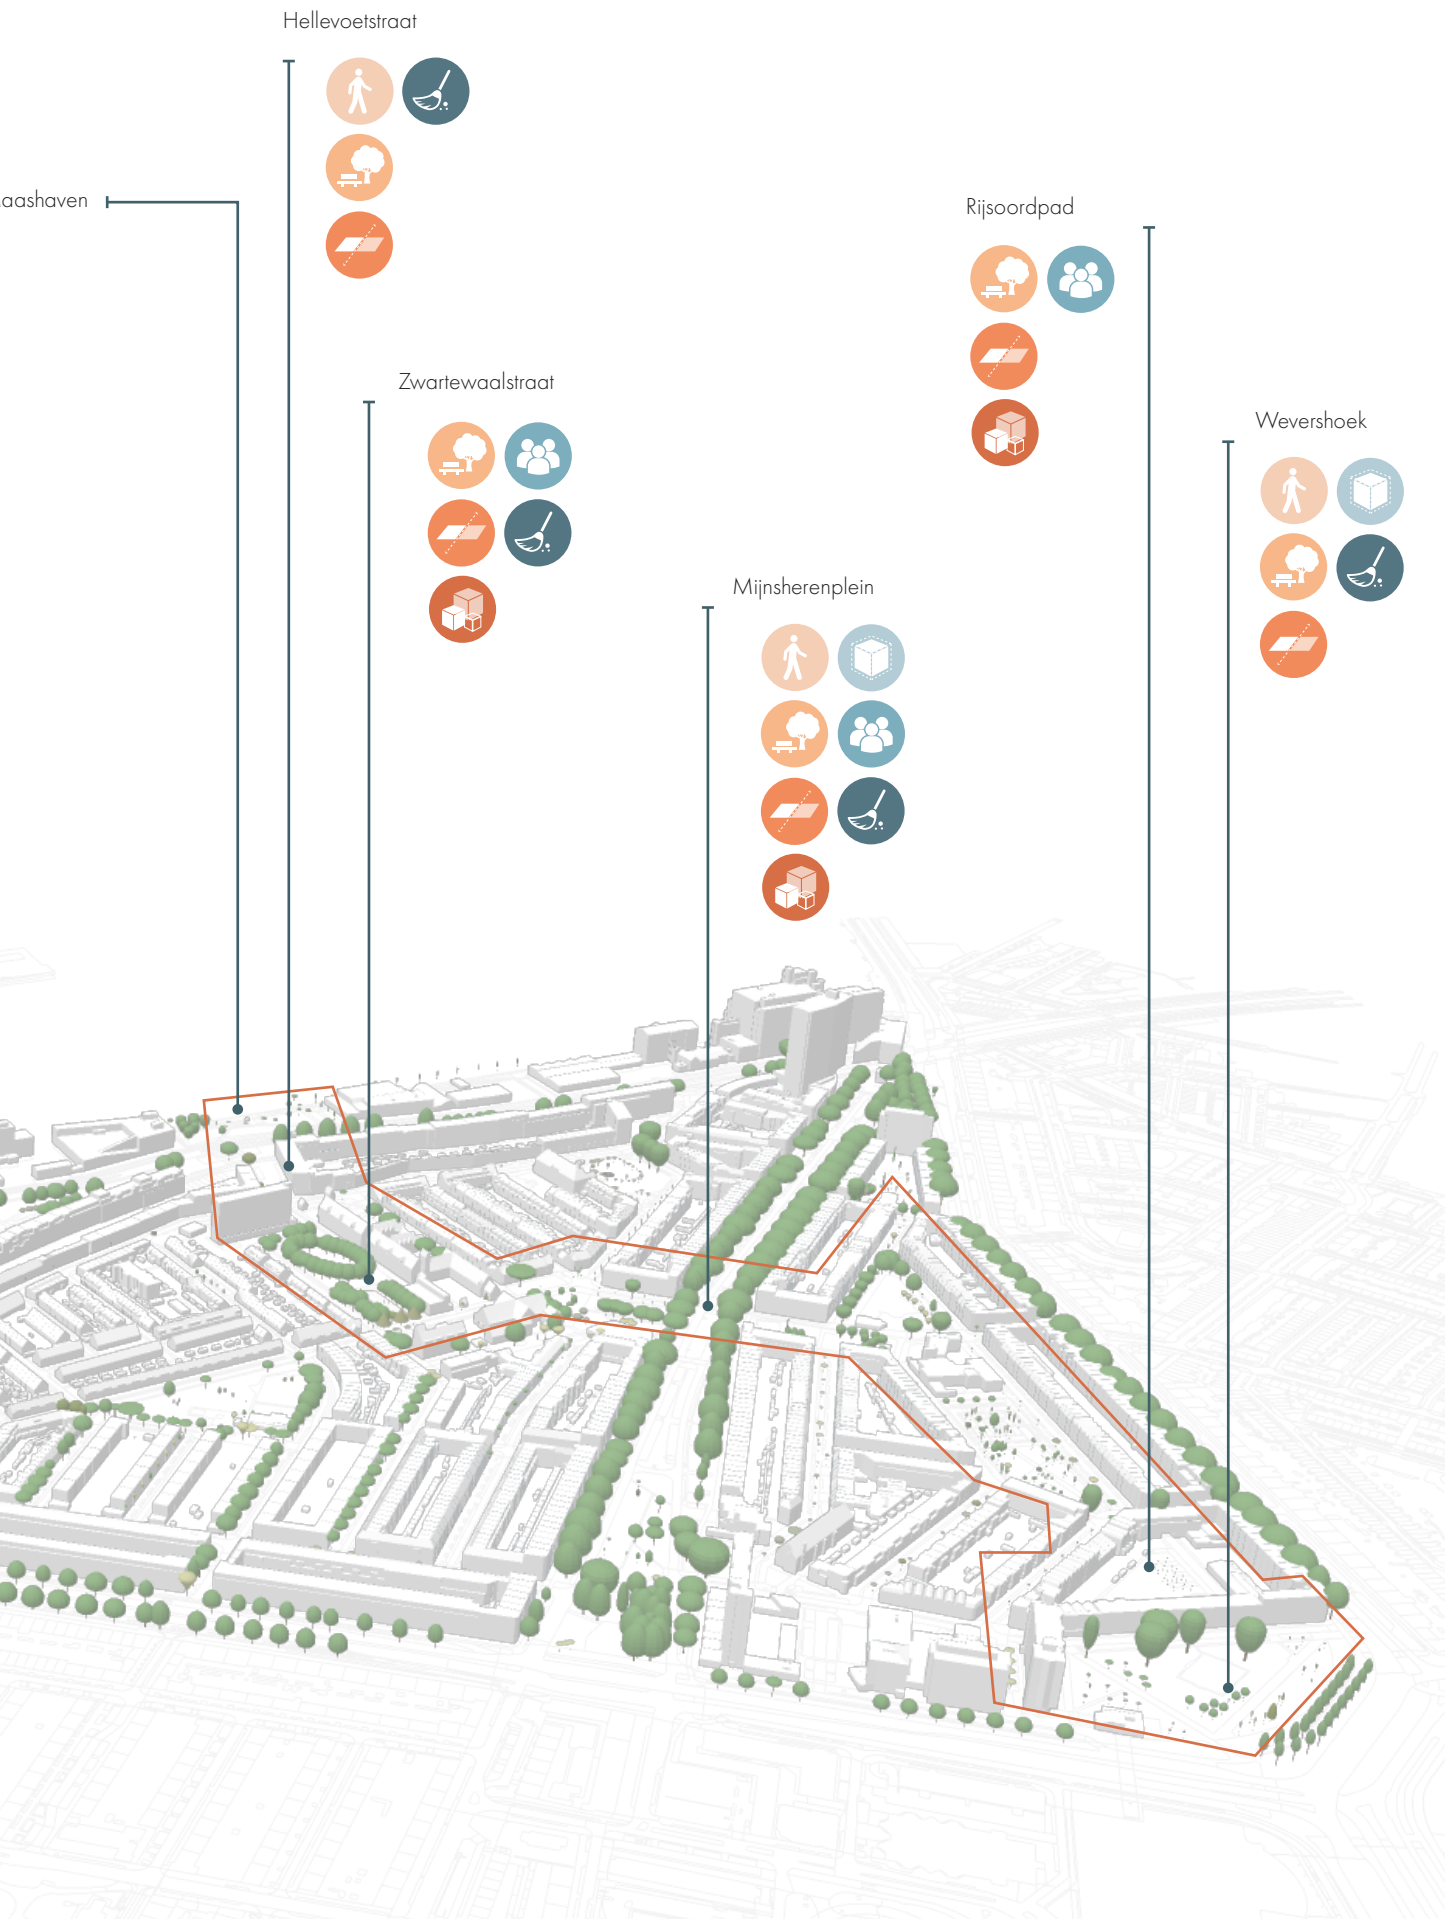 Hellevoetstraat
aashaven
Rijsoordpad
Zwartewaalstraat
Wevershoek
Mijnsherenplein